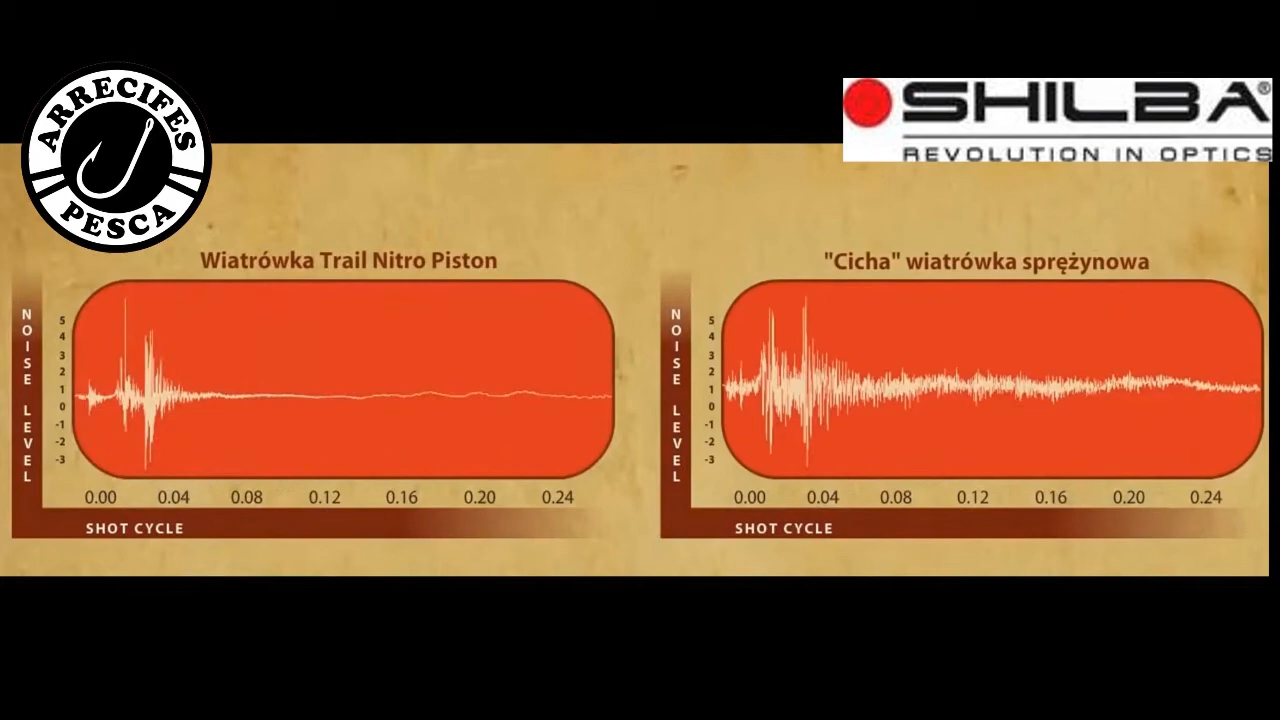 ARRECIFES
PESCA
SHILBA®
REVOLUTION IN OPTICS
Wiatrówka Trail Nitro Piston
NOISE LEVEL
5
4
3
2
1
0
-1
-2
-3
0.00 0.04 0.08 0.12 0.16 0.20 0.24
SHOT CYCLE
"Cicha" wiatrówka sprężynowa
NOISE LEVEL
5
4
3
2
1
0
-1
-2
-3
0.00 0.04 0.08 0.12 0.16 0.20 0.24
SHOT CYCLE